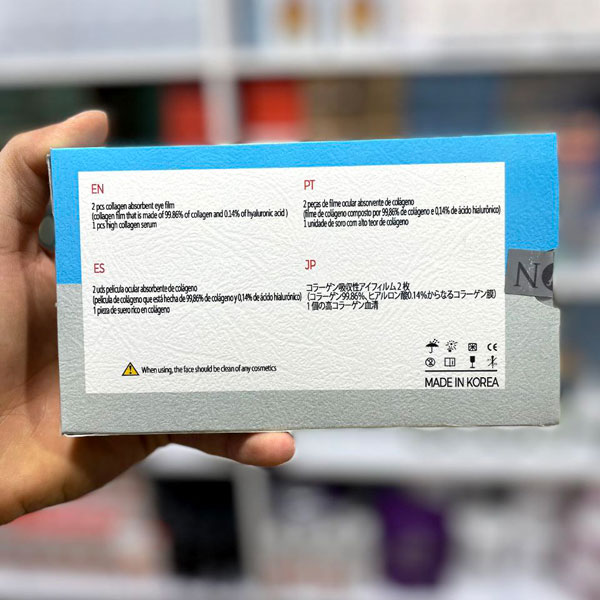 EN
2 pcs collagen absorbent eye film
(collagen film that is made of 99.86% of collagen and 0.14% of hyaluronic acid )
1 pcs high collagen serum
PT
2 peças de filme ocular absorvente de colágeno
(filme de colágeno composto por 99,86% de colágeno e 0,14% de ácido hialurónico)
1 unidade de soro com alto teor de colágeno
ES
2 uds película ocular absorbente de colágeno
(película de colágeno que está hecha de 99,86% de colágeno y 0,14% de ácido hialurónico)
1 pieza de suero rico en colágeno
JP
コラーゲン吸収性アイフィルム 2 枚
(コラーゲン99.86%、ヒアルロン酸0.14%からなるコラーゲン膜)
1 個の高コラーゲン血清
When using, the face should be clean of any cosmetics
CE
MADE IN KOREA